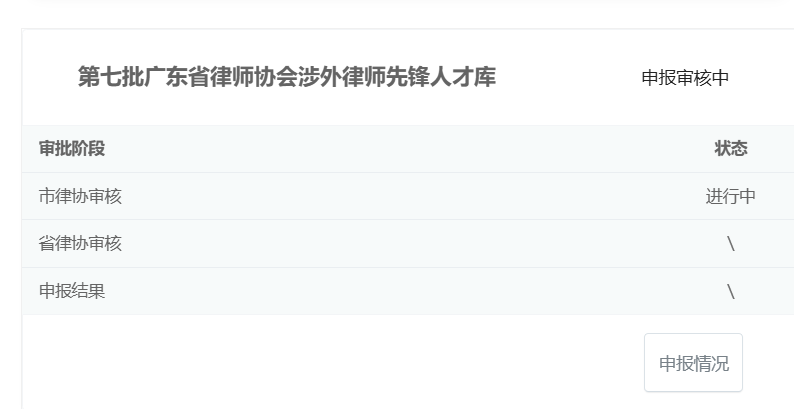 第七批广东省律师协会涉外律师先锋人才库 申报审核中
审批阶段 状态
市律协审核 进行中
省律协审核 \
申报结果 \
申报情况